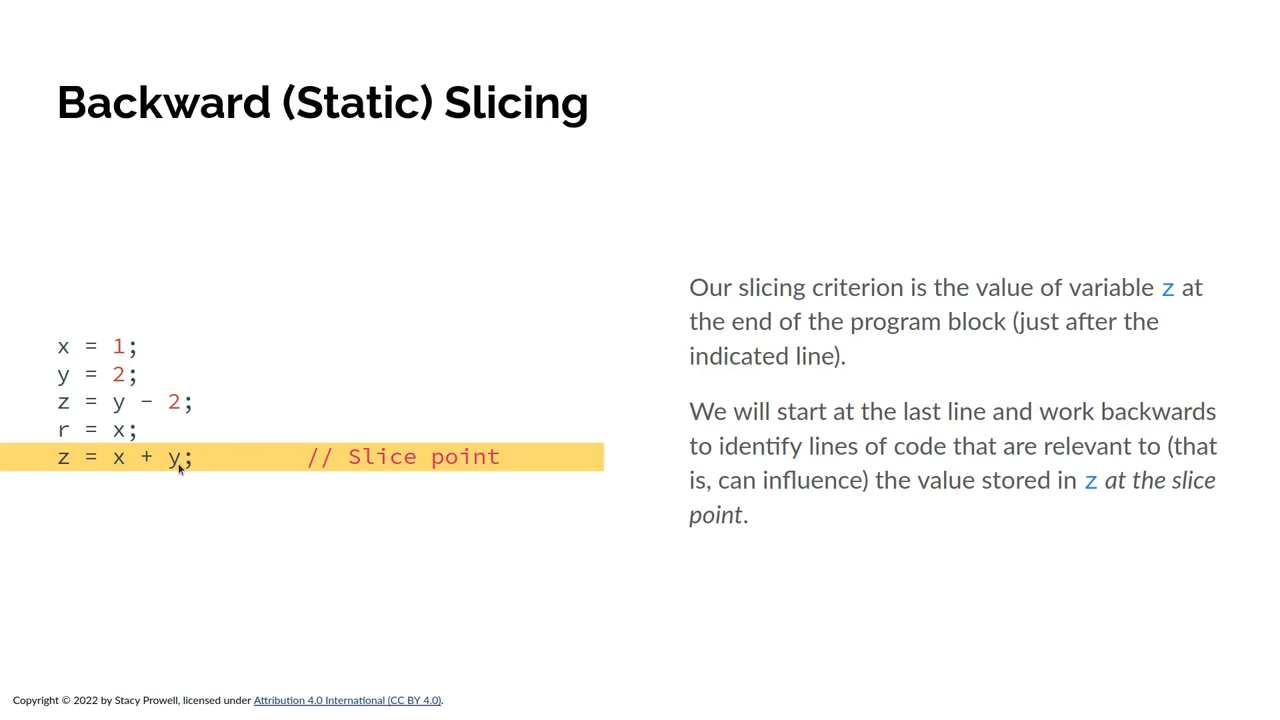 Backward (Static) Slicing
x = 1;
y = 2;
z = y - 2;
r = x;
z = x + y; // Slice point
Our slicing criterion is the value of variable z at
the end of the program block (just after the
indicated line).
We will start at the last line and work backwards
to identify lines of code that are relevant to (that
is, can influence) the value stored in z at the slice
point.
Copyright © 2022 by Stacy Prowell, licensed under Attribution 4.0 International (CC BY 4.0).